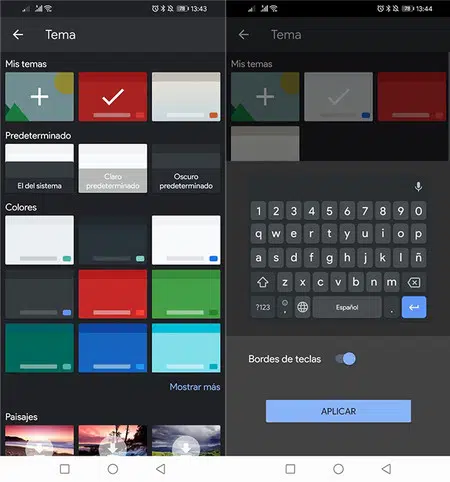 13:43
Tema
Mis temas
Predeterminado
El del sistema
Claro
predeterminado
Oscuro
predeterminado
Colores
Mostrar más
Paisajes
13:44
Tema
Mis temas
1 2 3 4 5 6 7 8 9 0
q w e r t y u i o p
a s d f g h j k l ñ
z x c v b n m
?123 , Español .
Bordes de teclas
APLICAR